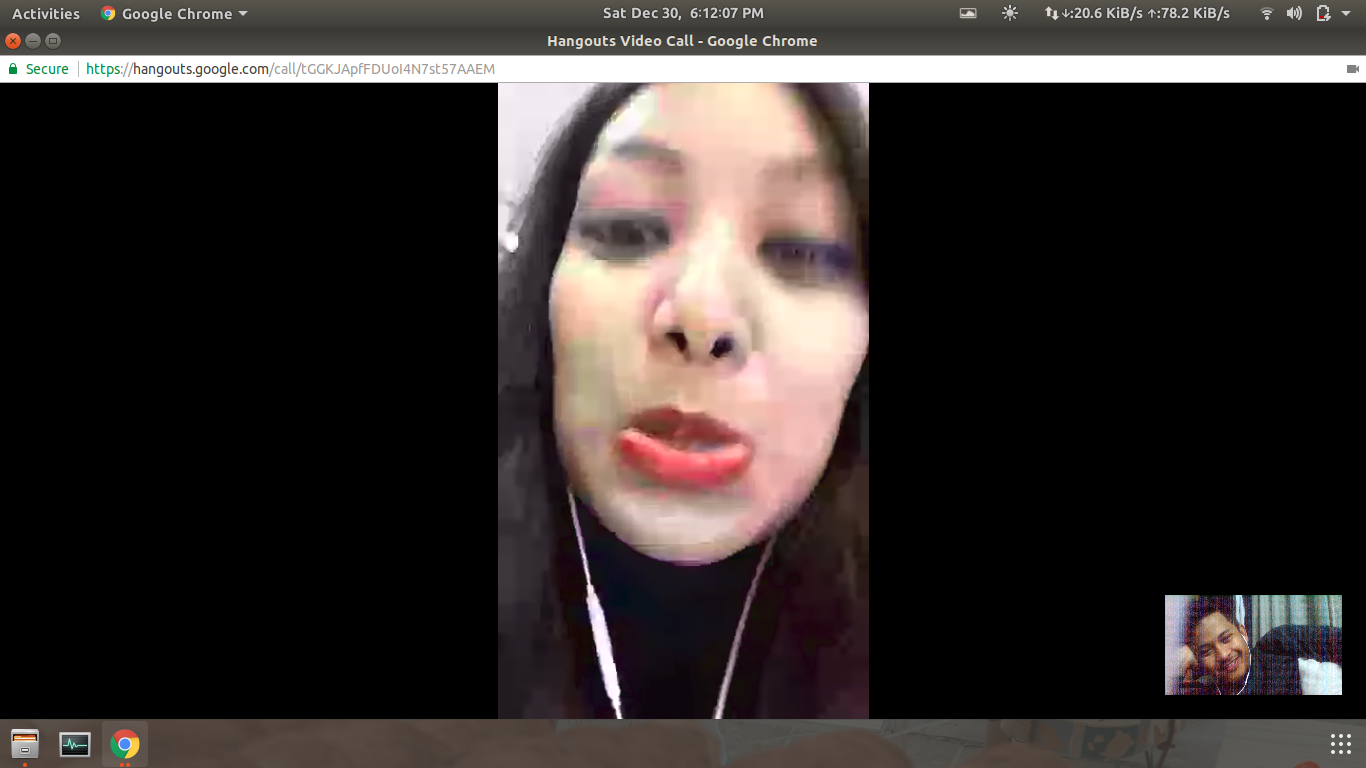 Activities Google Chrome Sat Dec 30, 6:12:07 PM ↓:20.6 KiB/s ↑:78.2 KiB/s
Hangouts Video Call - Google Chrome
Secure https://hangouts.google.com/call/tGGKJApfFDUoI4N7st57AAEM